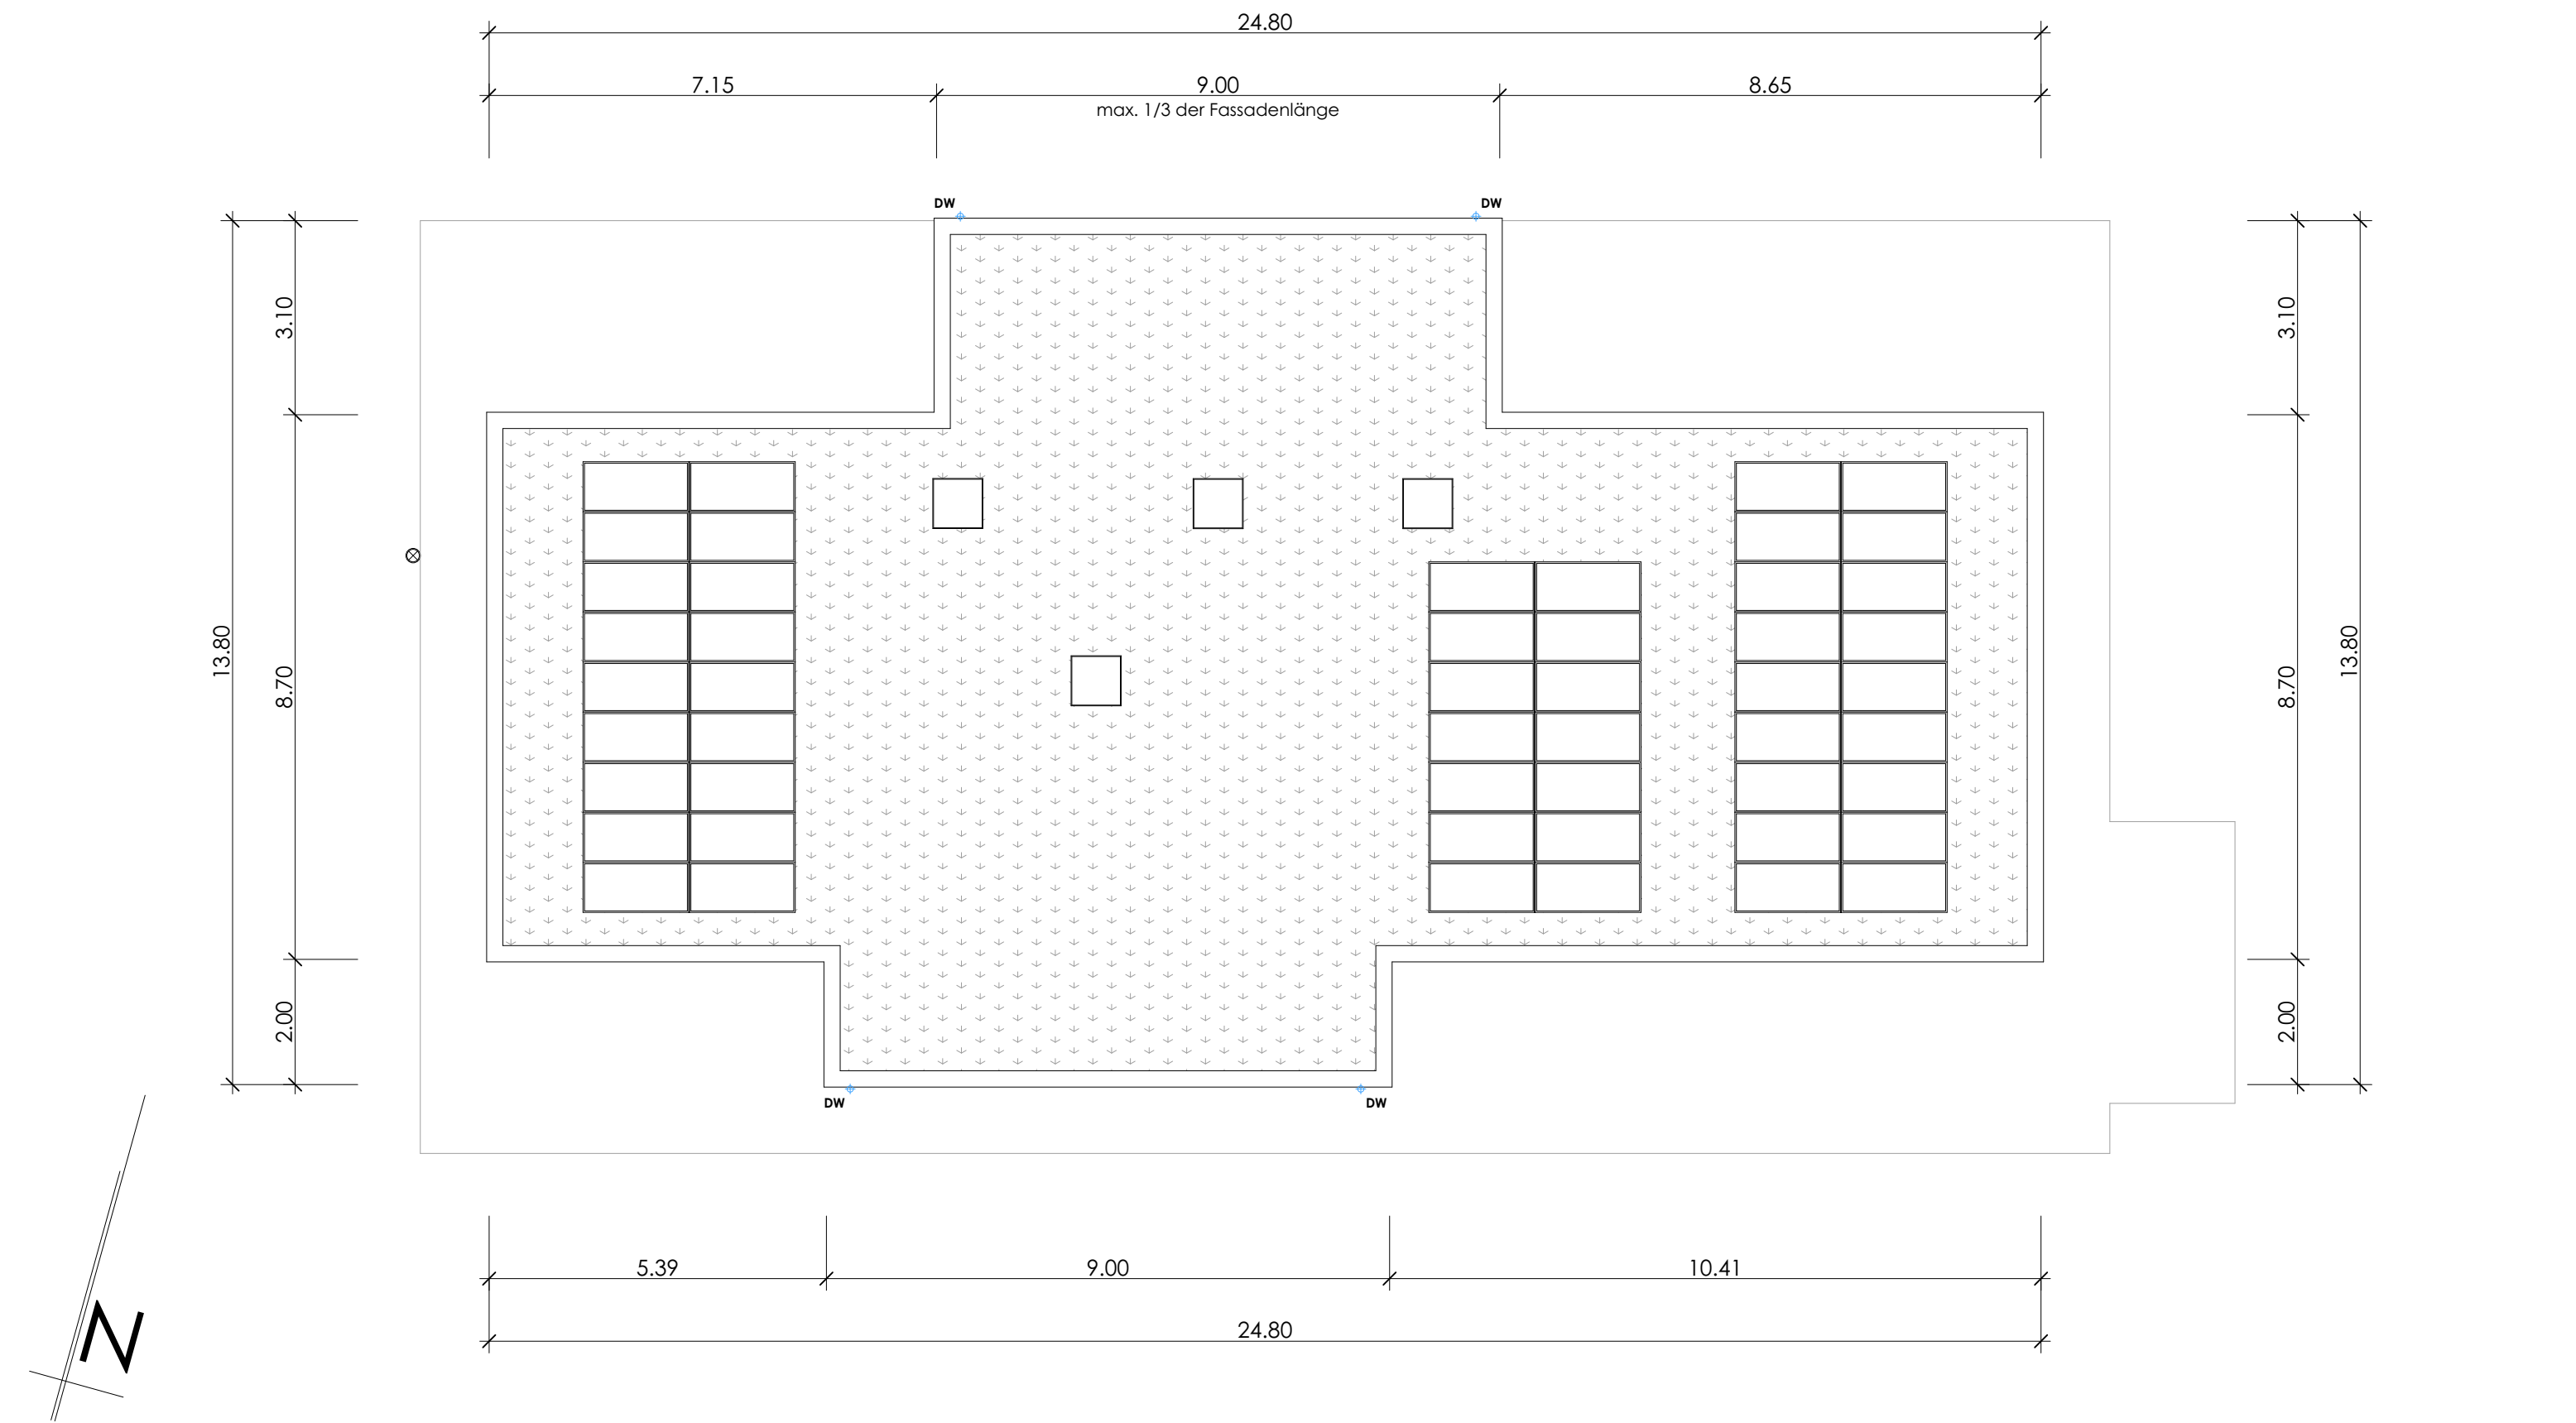 24.80
7.15 9.00 8.65
max. 1/3 der Fassadenlänge
DW DW
3.10 3.10
13.80 8.70 8.70 13.80
2.00 2.00
DW DW
5.39 9.00 10.41
24.80
N